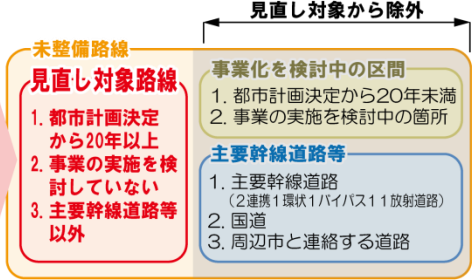 見直し対象から除外
未整備路線
見直し対象路線
1. 都市計画決定
から20年以上
2. 事業の実施を検
討していない
3. 主要幹線道路等
以外
事業化を検討中の区間
1. 都市計画決定から20年未満
2. 事業の実施を検討中の箇所
主要幹線道路等
1. 主要幹線道路
（２連携１環状１バイパス１１放射道路）
2. 国道
3. 周辺市と連絡する道路